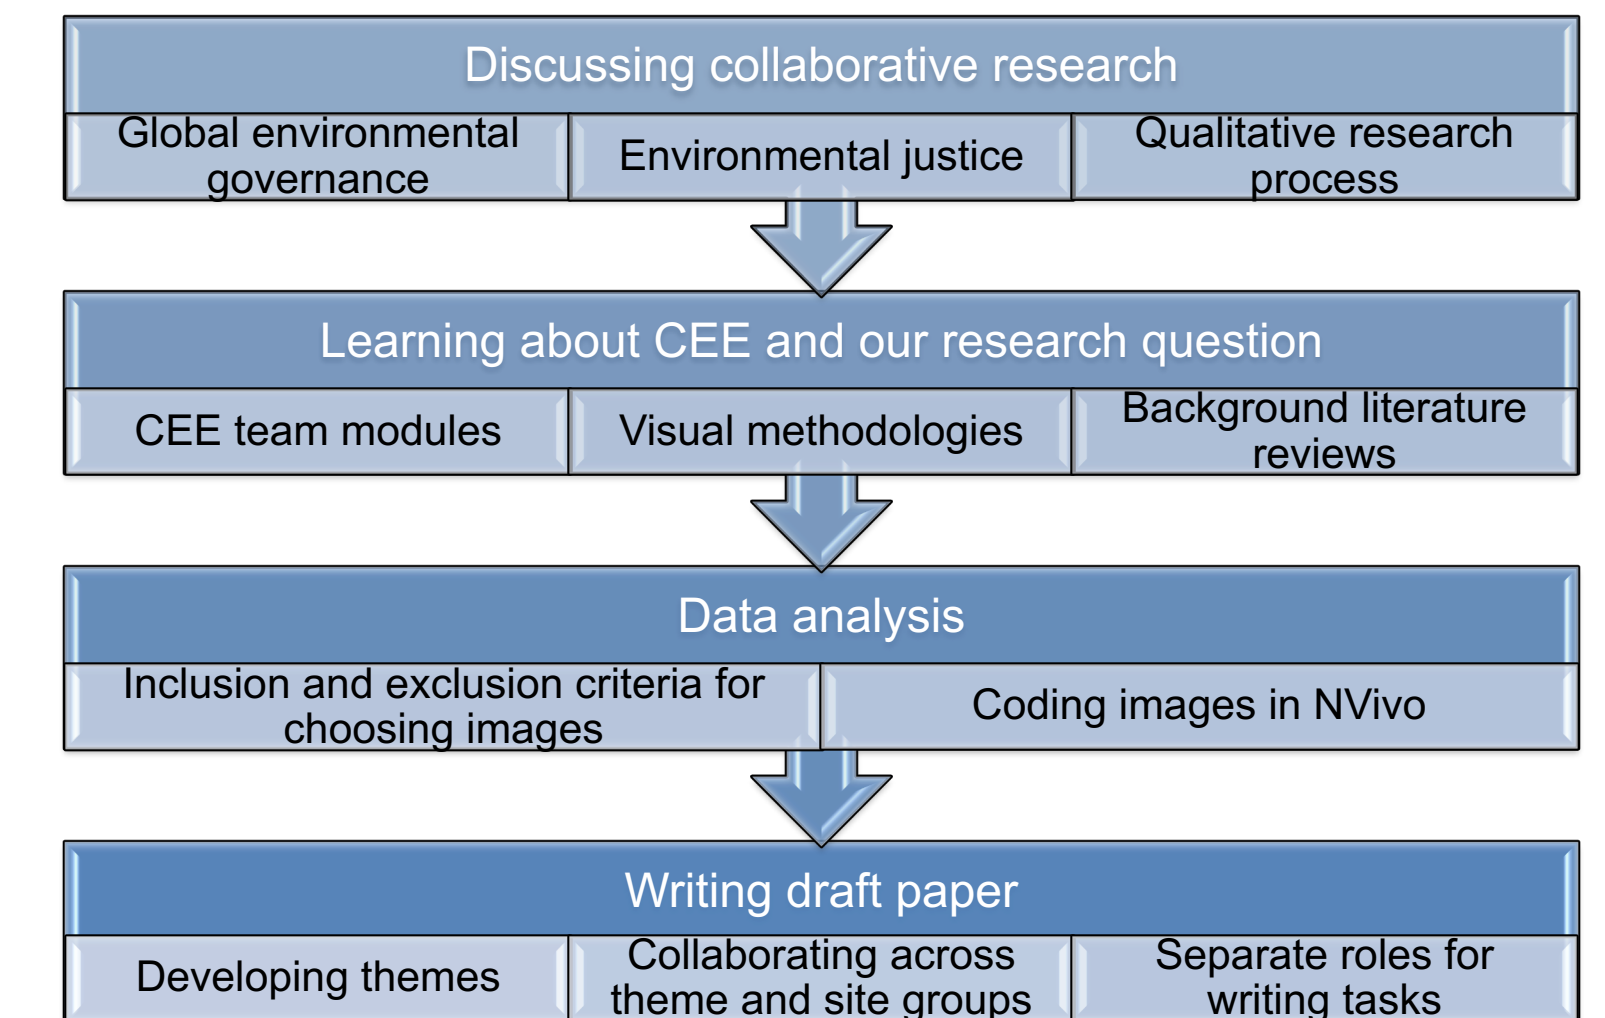 Discussing collaborative research
Global environmental
governance
Environmental justice
Qualitative research
process
Learning about CEE and our research question
CEE team modules
Visual methodologies
Background literature
reviews
Data analysis
Inclusion and exclusion criteria for
choosing images
Coding images in NVivo
Writing draft paper
Developing themes
Collaborating across
theme and site groups
Separate roles for
writing tasks